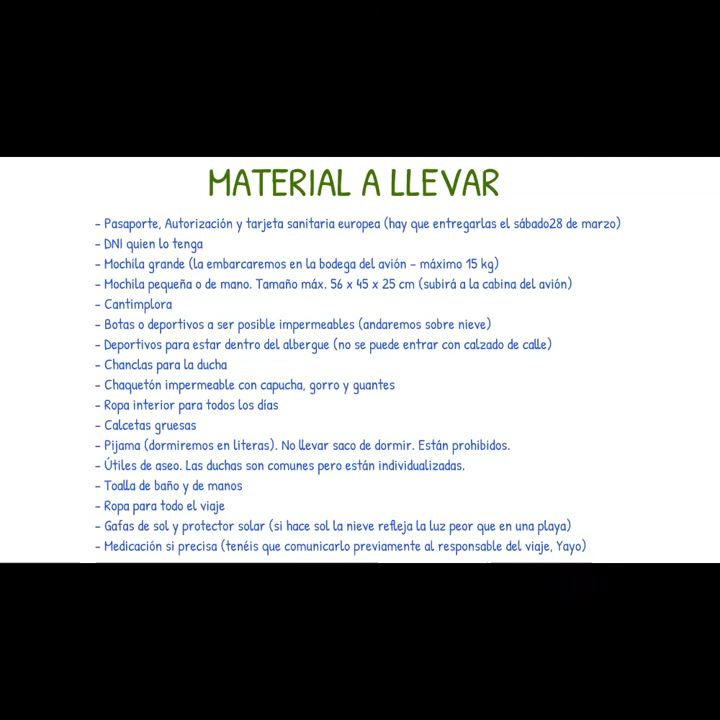 MATERIAL A LLEVAR
- Pasaporte, Autorización y tarjeta sanitaria europea (hay que entregarlas el sábado28 de marzo)
- DNI quien lo tenga
- Mochila grande (la embarcaremos en la bodega del avión - máximo 15 kg)
- Mochila pequeña o de mano. Tamaño máx. 56 x 45 x 25 cm (subirá a la cabina del avión)
- Cantimplora
- Botas o deportivos a ser posible impermeables (andaremos sobre nieve)
- Deportivos para estar dentro del albergue (no se puede entrar con calzado de calle)
- Chanclas para la ducha
- Chaquetón impermeable con capucha, gorro y guantes
- Ropa interior para todos los días
- Calcetas gruesas
- Pijama (dormiremos en literas). No llevar saco de dormir. Están prohibidos.
- Útiles de aseo. Las duchas son comunes pero están individualizadas.
- Toalla de baño y de manos
- Ropa para todo el viaje
- Gafas de sol y protector solar (si hace sol la nieve refleja la luz peor que en una playa)
- Medicación si precisa (tenéis que comunicarlo previamente al responsable del viaje, Yayo)